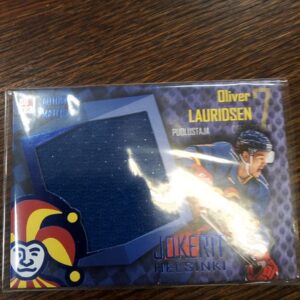 Oliver 7
LAURIDSEN
PUOLUSTAJA
JOKERIT
HELSINKI